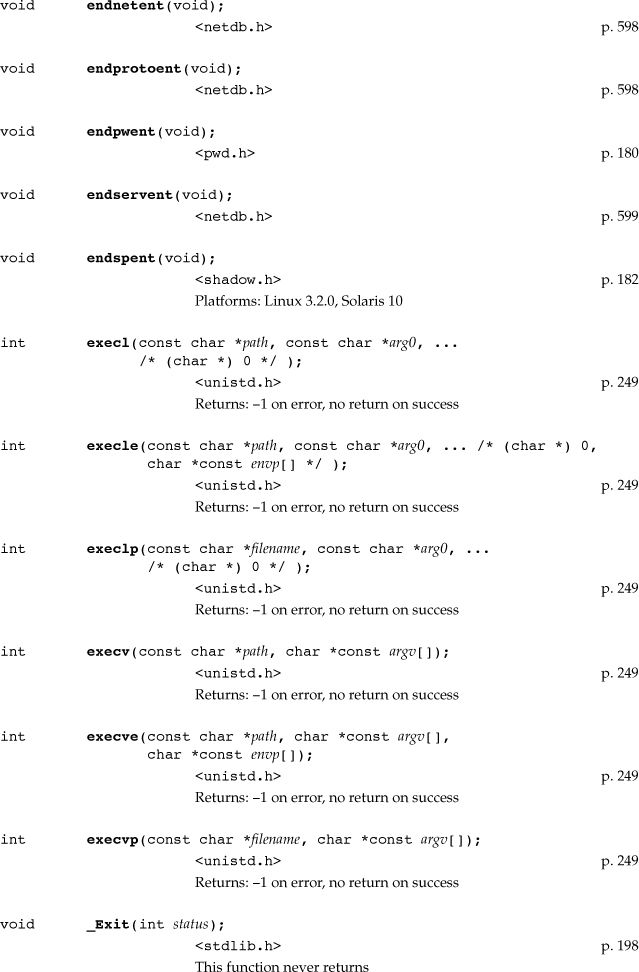 void endnetent(void);
<netdb.h> p. 598
void endprotoent(void);
<netdb.h> p. 598
void endpwent(void);
<pwd.h> p. 180
void endservent(void);
<netdb.h> p. 599
void endspent(void);
<shadow.h> p. 182
Platforms: Linux 3.2.0, Solaris 10
int execl(const char *path, const char *arg0, ...
/* (char *) 0 */ );
<unistd.h> p. 249
Returns: –1 on error, no return on success
int execle(const char *path, const char *arg0, ... /* (char *) 0,
char *const envp[] */ );
<unistd.h> p. 249
Returns: –1 on error, no return on success
int execlp(const char *filename, const char *arg0, ...
/* (char *) 0 */ );
<unistd.h> p. 249
Returns: –1 on error, no return on success
int execv(const char *path, char *const argv[]);
<unistd.h> p. 249
Returns: –1 on error, no return on success
int execve(const char *path, char *const argv[],
char *const envp[]);
<unistd.h> p. 249
Returns: –1 on error, no return on success
int execvp(const char *filename, char *const argv[]);
<unistd.h> p. 249
Returns: –1 on error, no return on success
void _Exit(int status);
<stdlib.h> p. 198
This function never returns